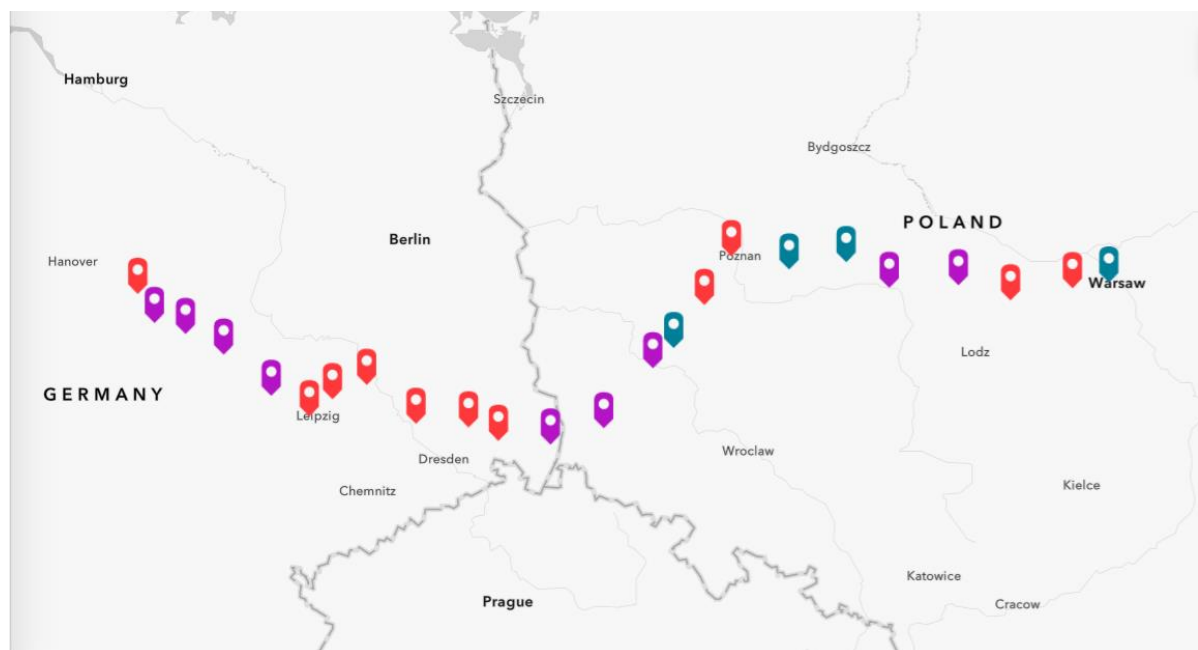 Hamburg
Szczecin
Bydgoszcz
POLAND
Berlin
Hanover
Poznan
Warsaw
Lodz
GERMANY
Leipzig
Wroclaw
Dresden
Kielce
Chemnitz
Katowice
Prague
Cracow